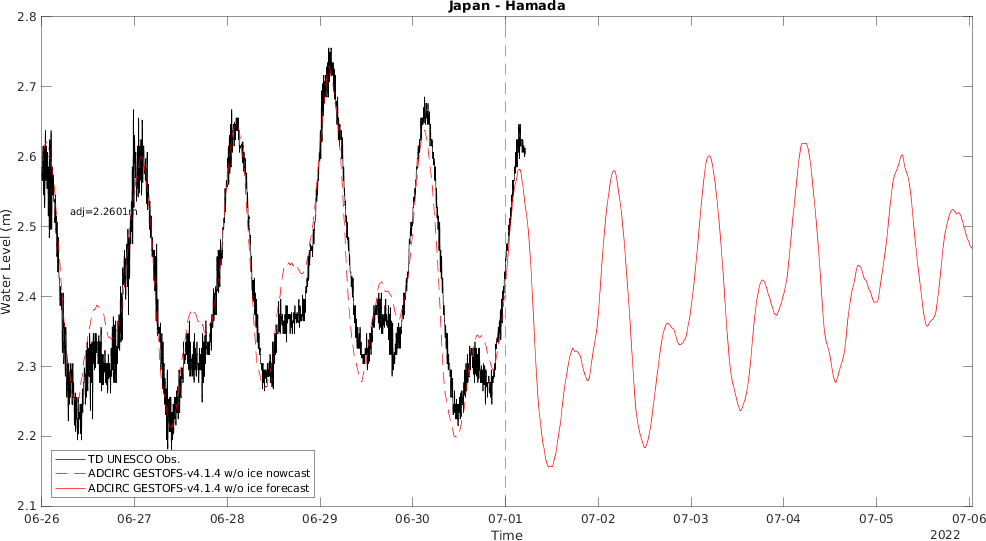 Japan - Hamada
2.8
2.7
2.6
2.5
2.4
2.3
2.2
2.1
Water Level (m)
adj=2.2601m
TD UNESCO Obs.
ADCIRC GESTOFS-v4.1.4 w/o ice nowcast
ADCIRC GESTOFS-v4.1.4 w/o ice forecast
06-26 06-27 06-28 06-29 06-30 07-01 07-02 07-03 07-04 07-05 07-06
Time
2022